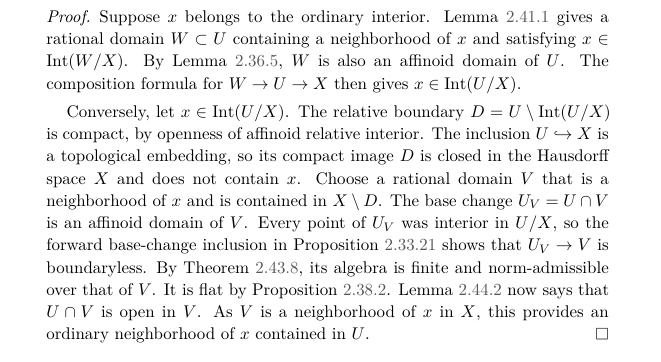 Proof. Suppose x belongs to the ordinary interior. Lemma 2.41.1 gives a
rational domain W ⊂ U containing a neighborhood of x and satisfying x ∈
Int(W/X). By Lemma 2.36.5, W is also an affinoid domain of U. The
composition formula for W → U → X then gives x ∈ Int(U/X).
Conversely, let x ∈ Int(U/X). The relative boundary D = U \ Int(U/X)
is compact, by openness of affinoid relative interior. The inclusion U ↪ X is
a topological embedding, so its compact image D is closed in the Hausdorff
space X and does not contain x. Choose a rational domain V that is a
neighborhood of x and is contained in X \ D. The base change U_V = U ∩ V
is an affinoid domain of V. Every point of U_V was interior in U/X, so the
forward base-change inclusion in Proposition 2.33.21 shows that U_V → V is
boundaryless. By Theorem 2.43.8, its algebra is finite and norm-admissible
over that of V. It is flat by Proposition 2.38.2. Lemma 2.44.2 now says that
U ∩ V is open in V. As V is a neighborhood of x in X, this provides an
ordinary neighborhood of x contained in U. □